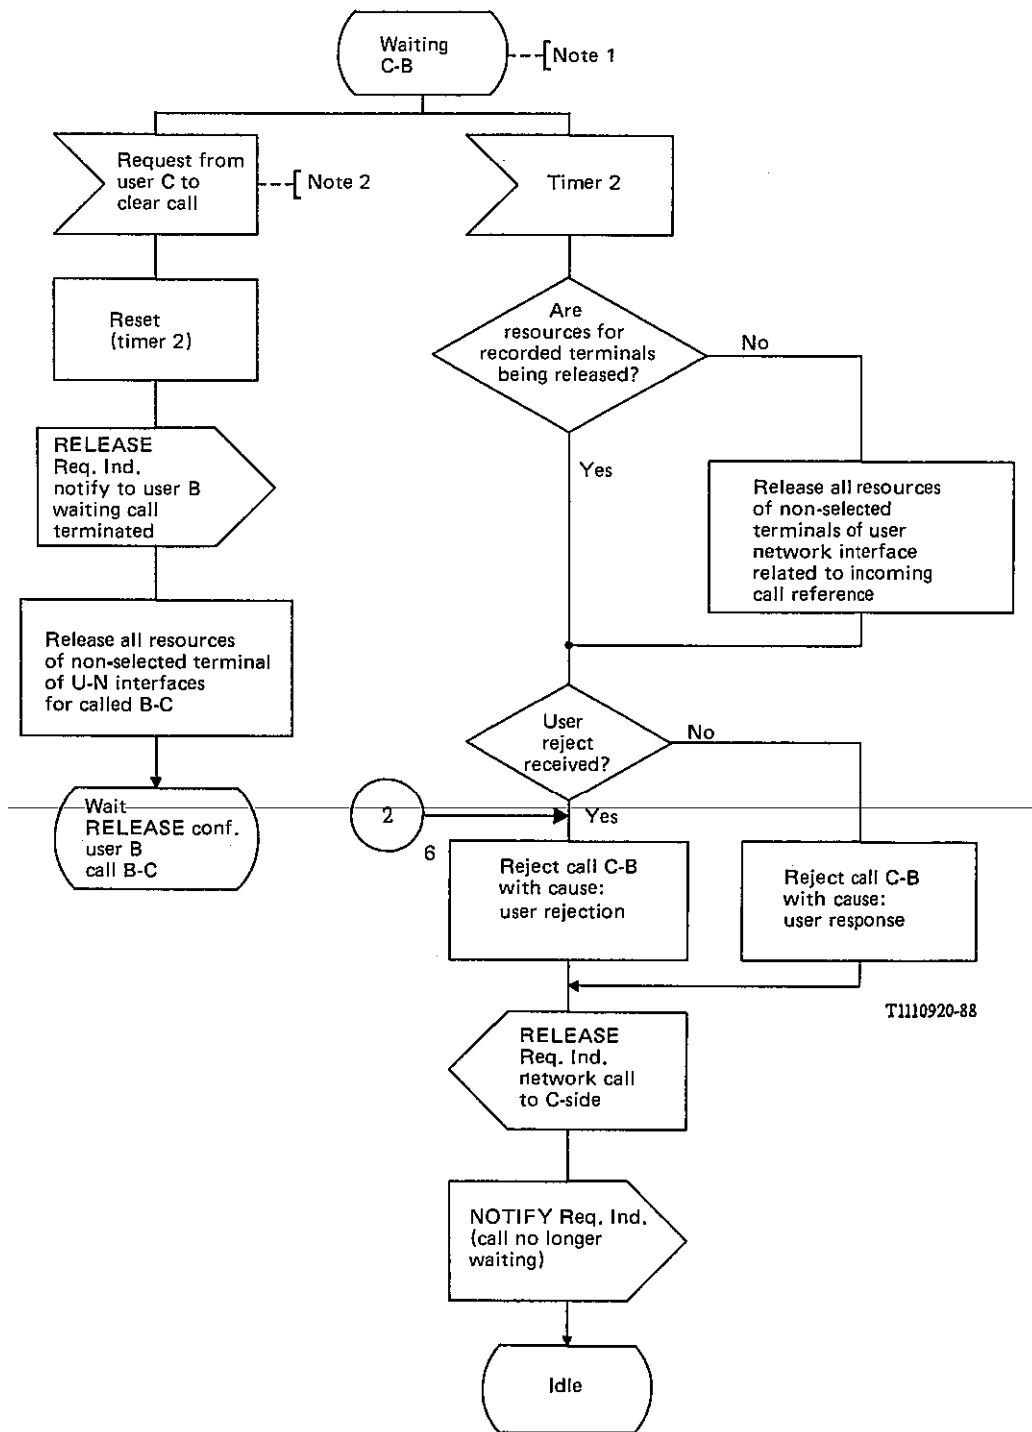 Waiting
C-B
Note 1
Request from
user C to
clear call
Note 2
Timer 2
Reset
(timer 2)
Are
resources for
recorded terminals
being released?
No
Yes
RELEASE
Req. Ind.
notify to user B
waiting call
terminated
Release all resources
of non-selected
terminals of user
network interface
related to incoming
call reference
Release all resources
of non-selected terminal
of U-N interfaces
for called B-C
User
reject
received?
No
Yes
Wait
RELEASE conf.
user B
call B-C
2
6
Reject call C-B
with cause:
user rejection
Reject call C-B
with cause:
user response
T1110920-88
RELEASE
Req. Ind.
network call
to C-side
NOTIFY Req. Ind.
(call no longer
waiting)
Idle